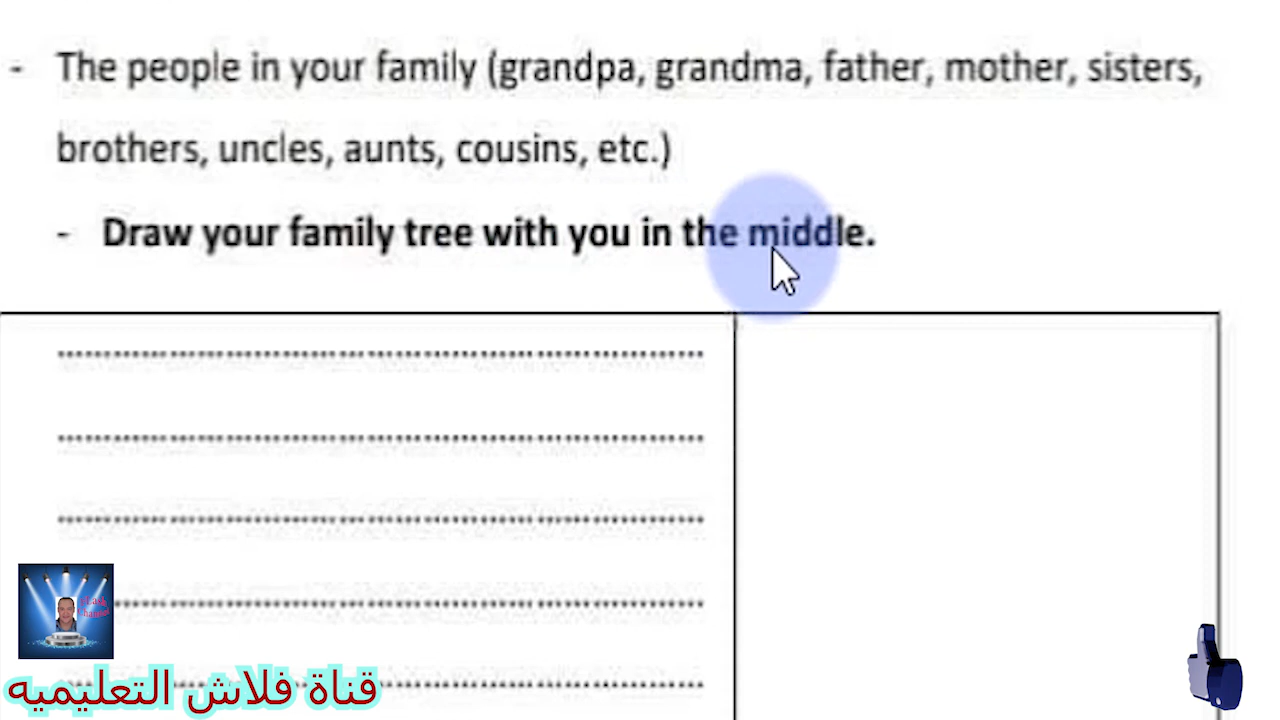 - The people in your family (grandpa, grandma, father, mother, sisters,
brothers, uncles, aunts, cousins, etc.)
- Draw your family tree with you in the middle.
قناة فلاش التعليميه